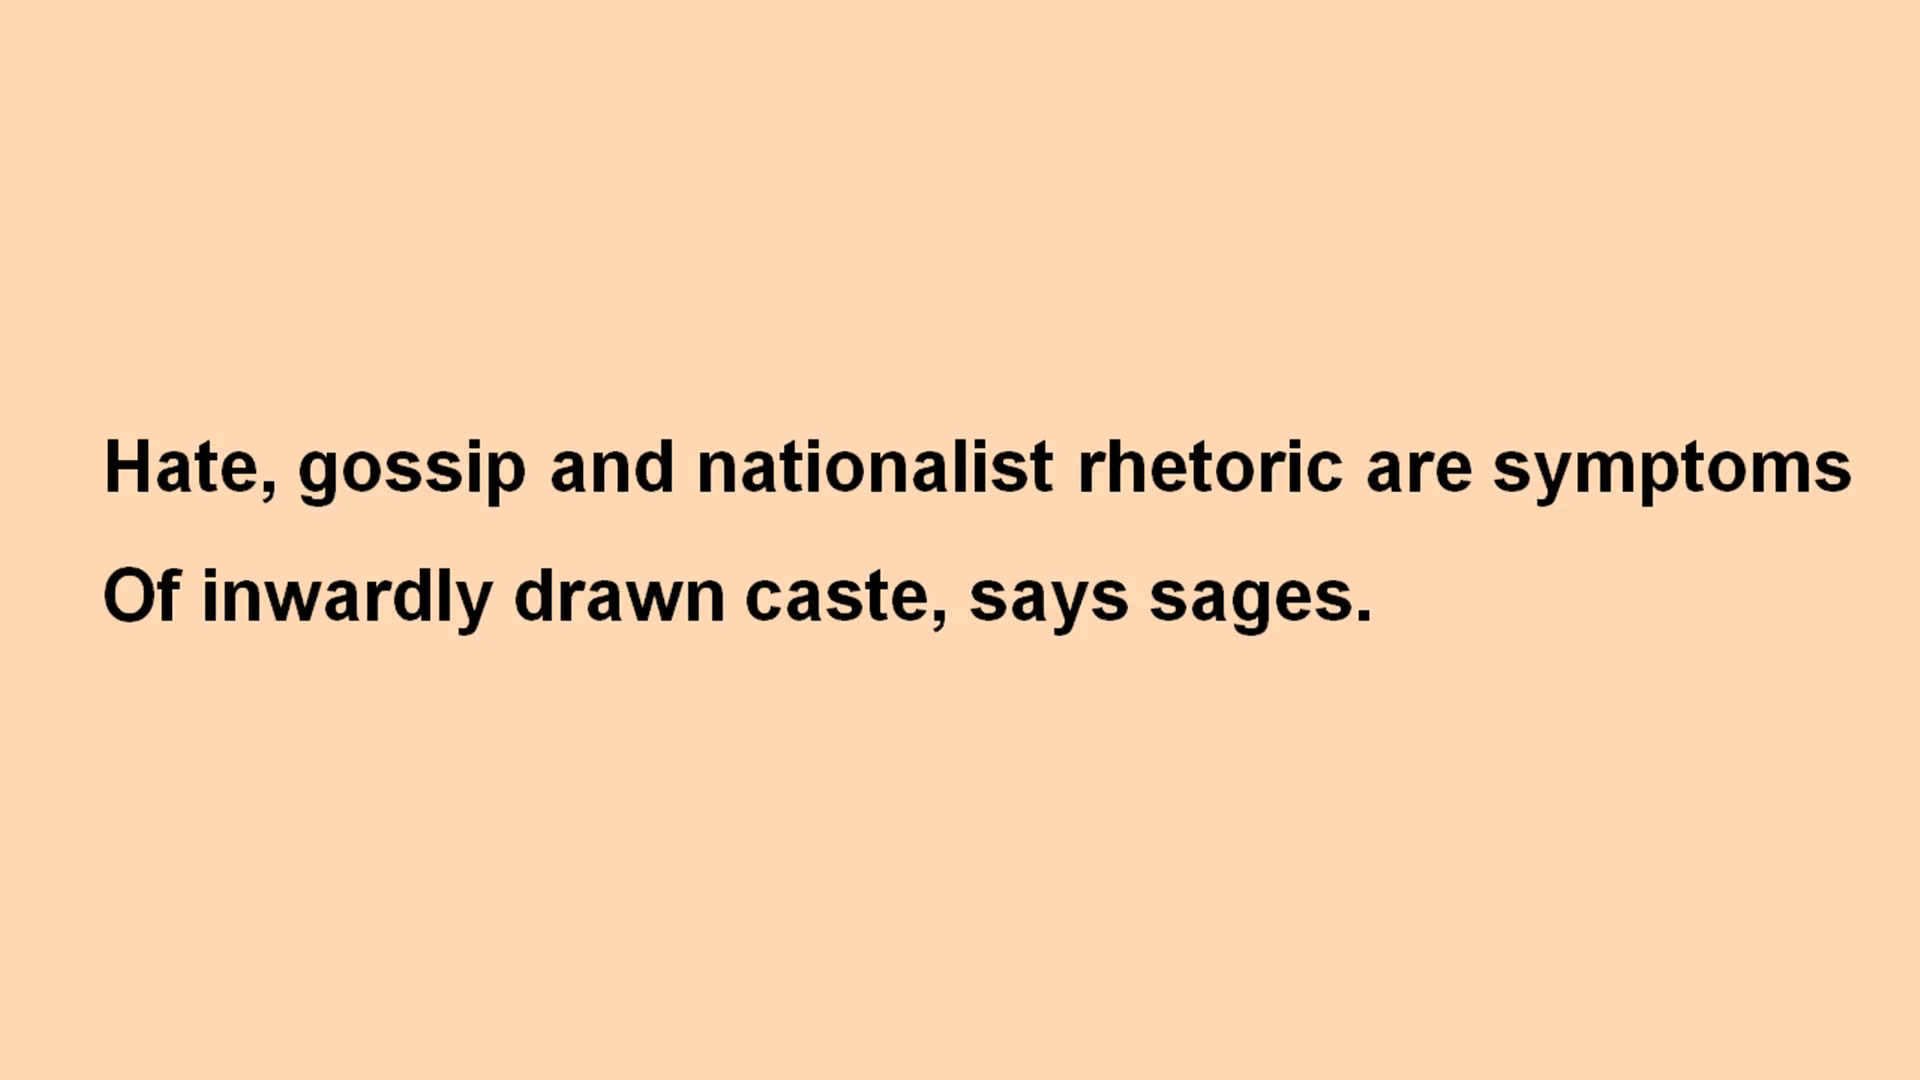 Hate, gossip and nationalist rhetoric are symptoms
Of inwardly drawn caste, says sages.